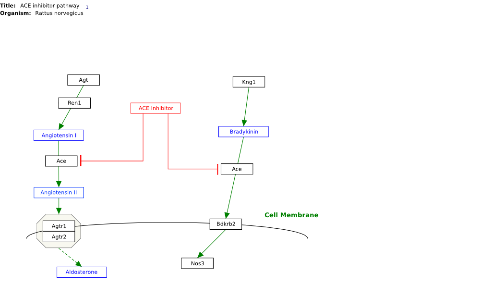 Title: ACE inhibitor pathway
Organism: Rattus norvegicus
Agt
Kng1
Ren1
ACE Inhibitor
Angiotensin I
Bradykinin
Ace
Ace
Angiotensin II
Cell Membrane
Agtr1
Bdkrb2
Agtr2
Nos3
Aldosterone